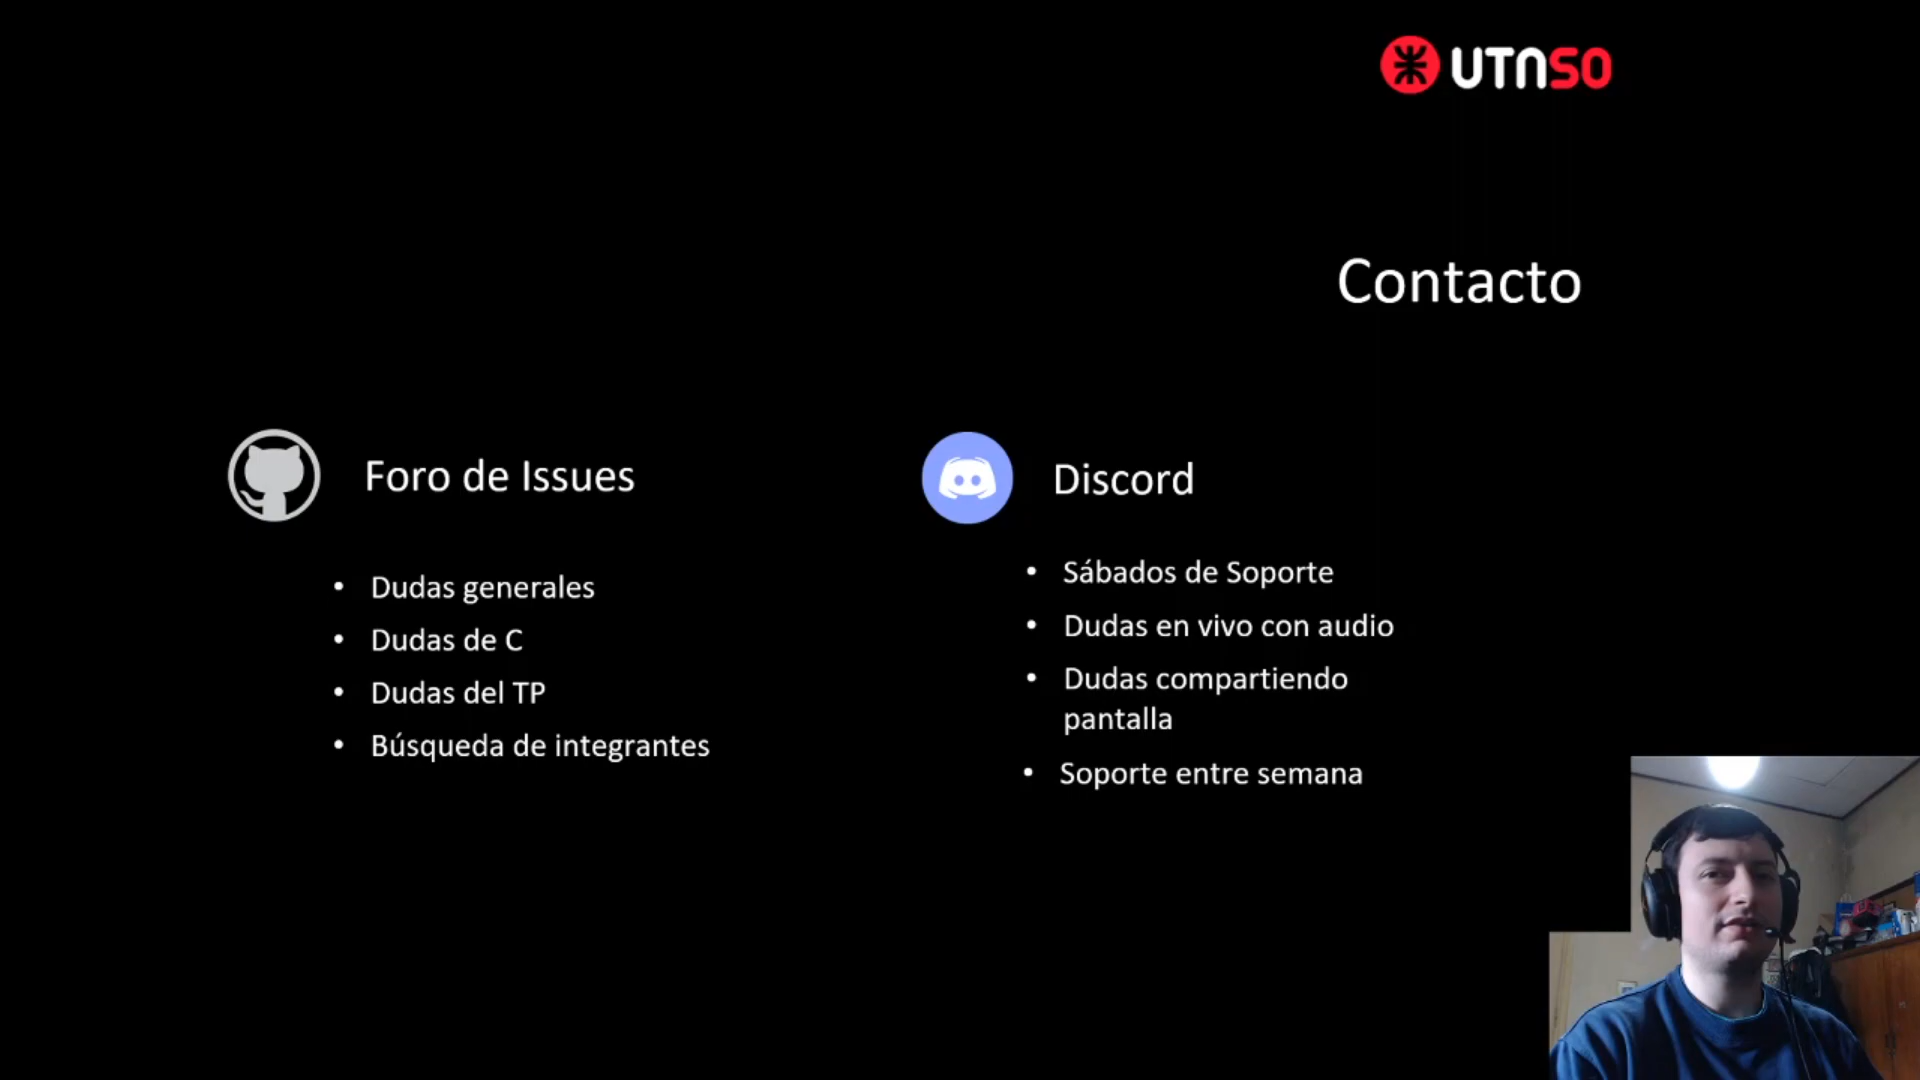 UTNSO
Contacto
Foro de Issues
• Dudas generales
• Dudas de C
• Dudas del TP
• Búsqueda de integrantes
Discord
• Sábados de Soporte
• Dudas en vivo con audio
• Dudas compartiendo
pantalla
• Soporte entre semana